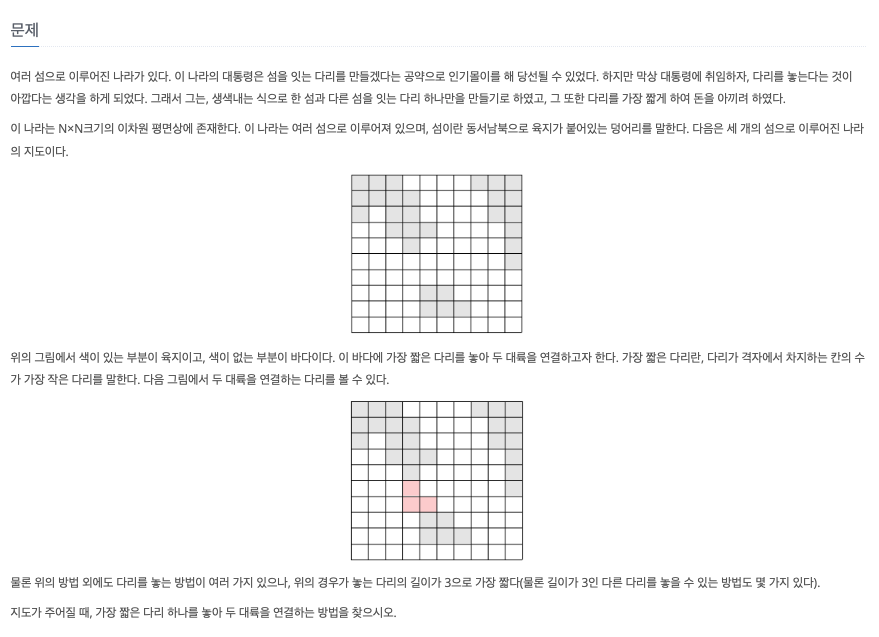 문제
여러 섬으로 이루어진 나라가 있다. 이 나라의 대통령은 섬을 잇는 다리를 만들겠다는 공약으로 인기몰이를 해 당선될 수 있었다. 하지만 막상 대통령에 취임하자, 다리를 놓는다는 것이
아깝다는 생각을 하게 되었다. 그래서 그는, 생색내는 식으로 한 섬과 다른 섬을 잇는 다리 하나만을 만들기로 하였고, 그 또한 다리를 가장 짧게 하여 돈을 아끼려 하였다.
이 나라는 N×N크기의 이차원 평면상에 존재한다. 이 나라는 여러 섬으로 이루어져 있으며, 섬이란 동서남북으로 육지가 붙어있는 덩어리를 말한다. 다음은 세 개의 섬으로 이루어진 나라
의 지도이다.
위의 그림에서 색이 있는 부분이 육지이고, 색이 없는 부분이 바다이다. 이 바다에 가장 짧은 다리를 놓아 두 대륙을 연결하고자 한다. 가장 짧은 다리란, 다리가 격자에서 차지하는 칸의 수
가 가장 작은 다리를 말한다. 다음 그림에서 두 대륙을 연결하는 다리를 볼 수 있다.
물론 위의 방법 외에도 다리를 놓는 방법이 여러 가지 있으나, 위의 경우가 놓는 다리의 길이가 3으로 가장 짧다(물론 길이가 3인 다른 다리를 놓을 수 있는 방법도 몇 가지 있다).
지도가 주어질 때, 가장 짧은 다리 하나를 놓아 두 대륙을 연결하는 방법을 찾으시오.